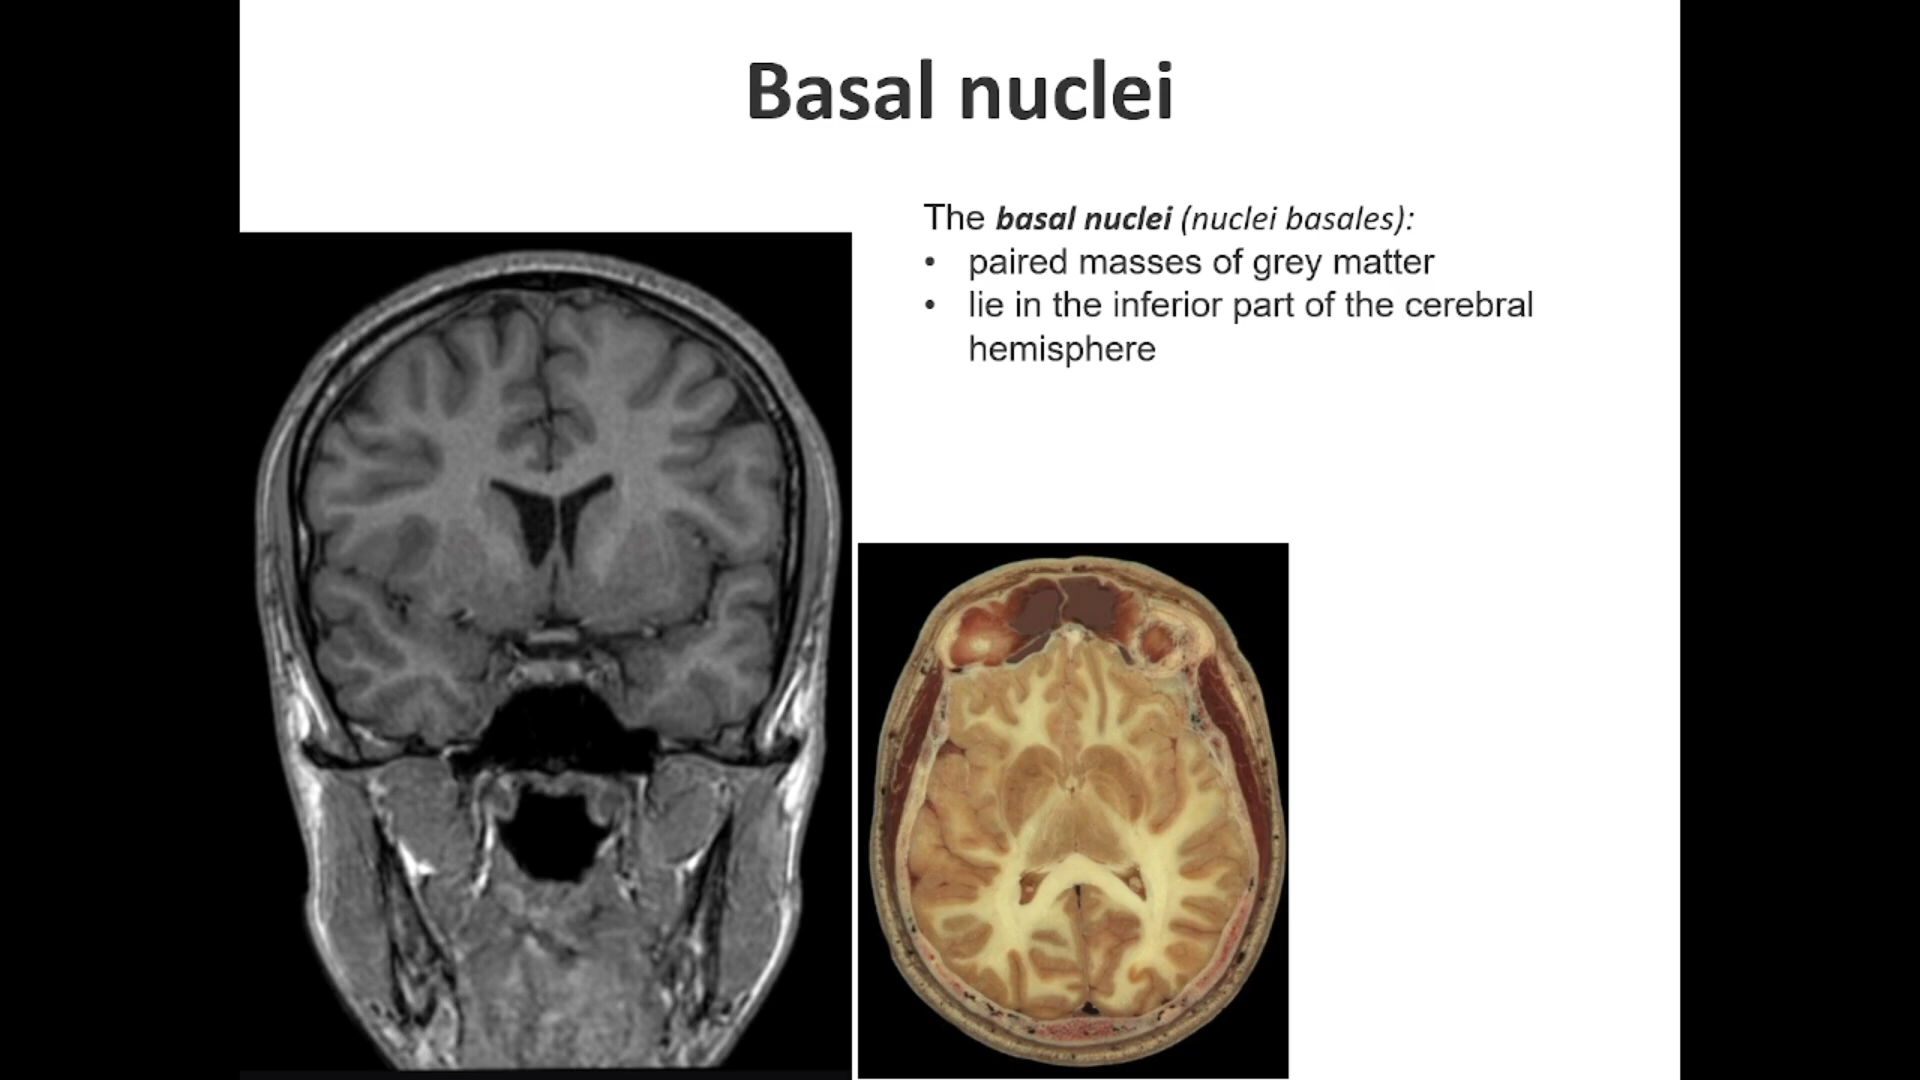 Basal nuclei
The basal nuclei (nuclei basales):
• paired masses of grey matter
• lie in the inferior part of the cerebral
hemisphere